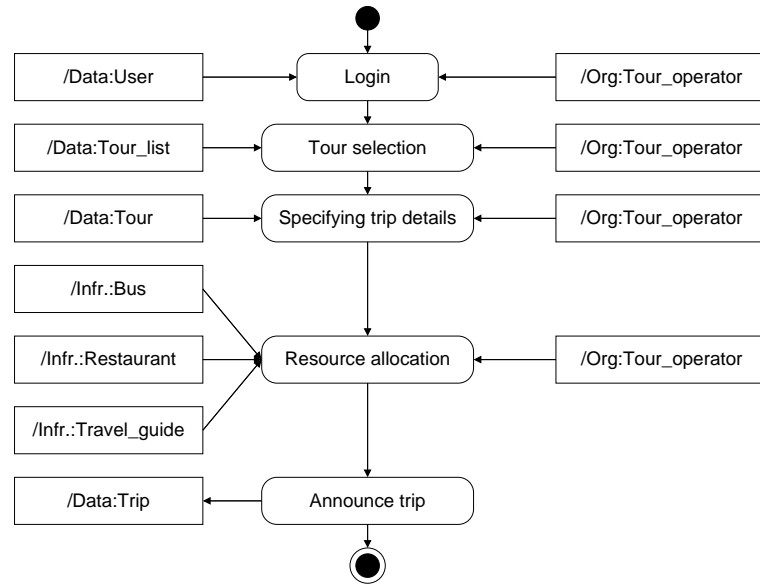 /Data:User
Login
/Org:Tour_operator
/Data:Tour_list
Tour selection
/Org:Tour_operator
/Data:Tour
Specifying trip details
/Org:Tour_operator
/Infr.:Bus
/Infr.:Restaurant
Resource allocation
/Org:Tour_operator
/Infr.:Travel_guide
/Data:Trip
Announce trip